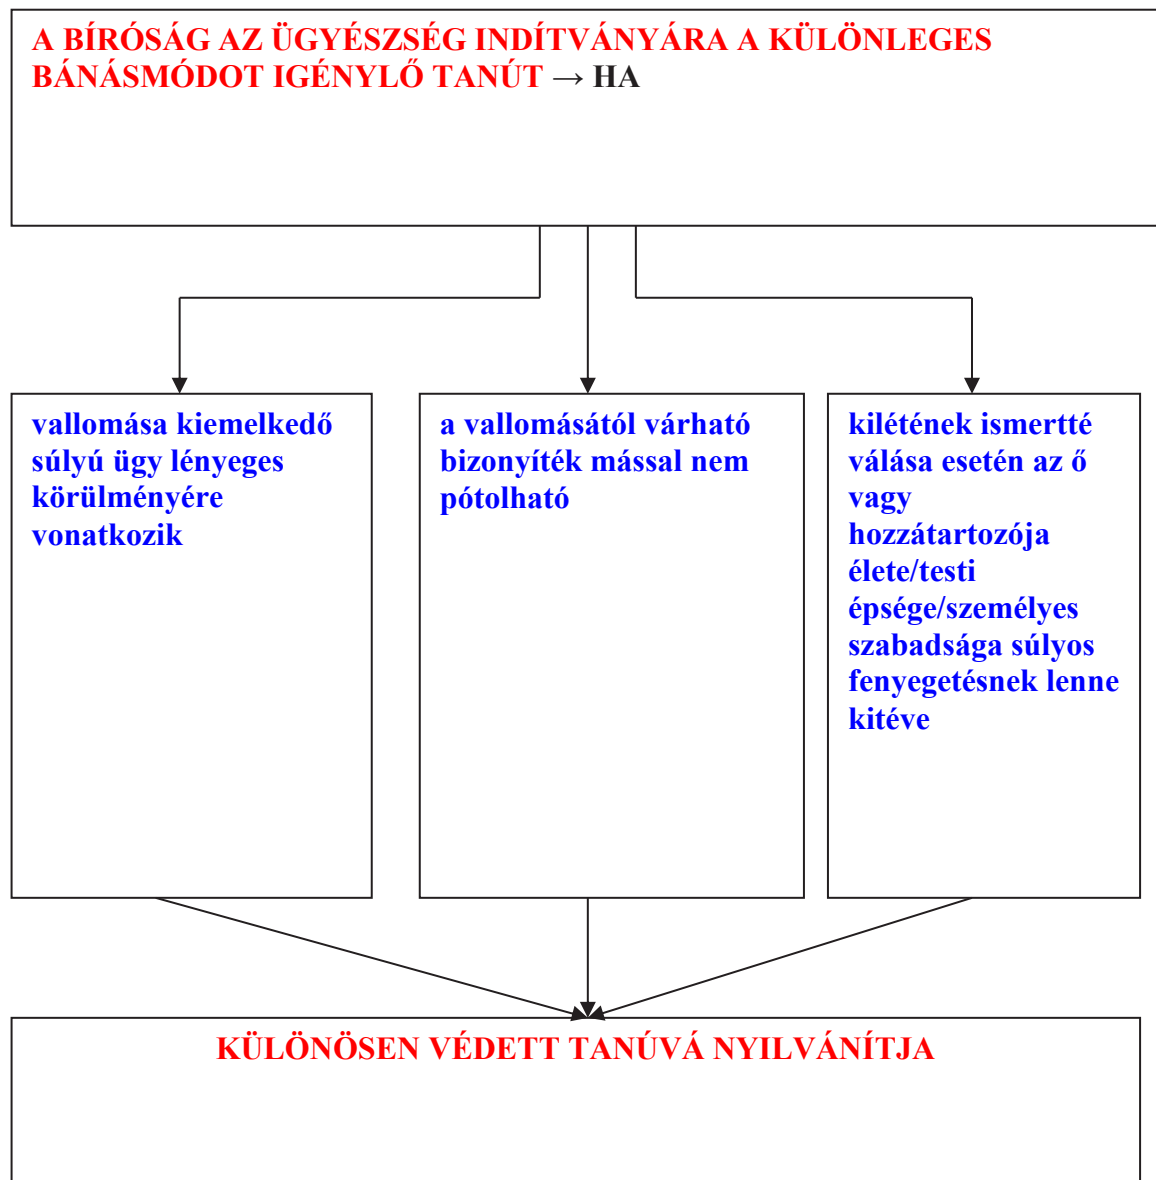 A BÍRÓSÁG AZ ÜGYÉSZSÉG INDÍTVÁNYÁRA A KÜLÖNLEGES
BÁNÁSMÓDOT IGÉNYLŐ TANÚT → HA
vallomása kiemelkedő
súlyú ügy lényeges
körülményére
vonatkozik
a vallomásától várható
bizonyíték mással nem
pótolható
kilétének ismertté
válása esetén az ő
vagy
hozzátartozója
élete/testi
épsége/személyes
szabadsága súlyos
fenyegetésnek lenne
kitéve
KÜLÖNÖSEN VÉDETT TANÚVÁ NYILVÁNÍTJA